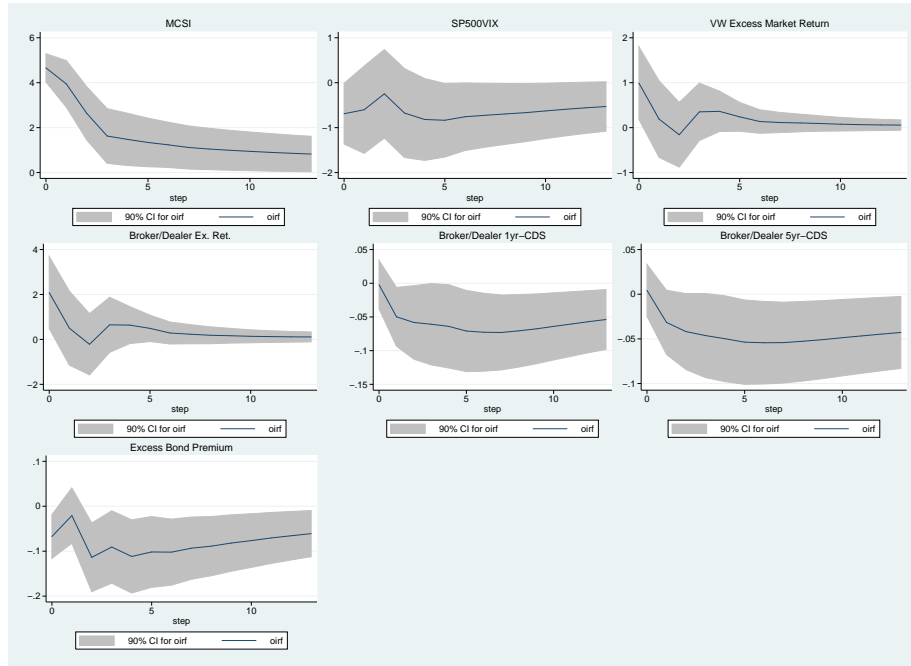 MCSI
6
4
2
0
0
5
10
step
90% CI for oirf
oirf
SP500VIX
1
0
−1
−2
0
5
10
step
90% CI for oirf
oirf
VW Excess Market Return
2
1
0
−1
0
5
10
step
90% CI for oirf
oirf
Broker/Dealer Ex. Ret.
4
2
0
−2
0
5
10
step
90% CI for oirf
oirf
Broker/Dealer 1yr−CDS
.05
0
−.05
−.1
−.15
0
5
10
step
90% CI for oirf
oirf
Broker/Dealer 5yr−CDS
.05
0
−.05
−.1
0
5
10
step
90% CI for oirf
oirf
Excess Bond Premium
.1
0
−.1
−.2
0
5
10
step
90% CI for oirf
oirf